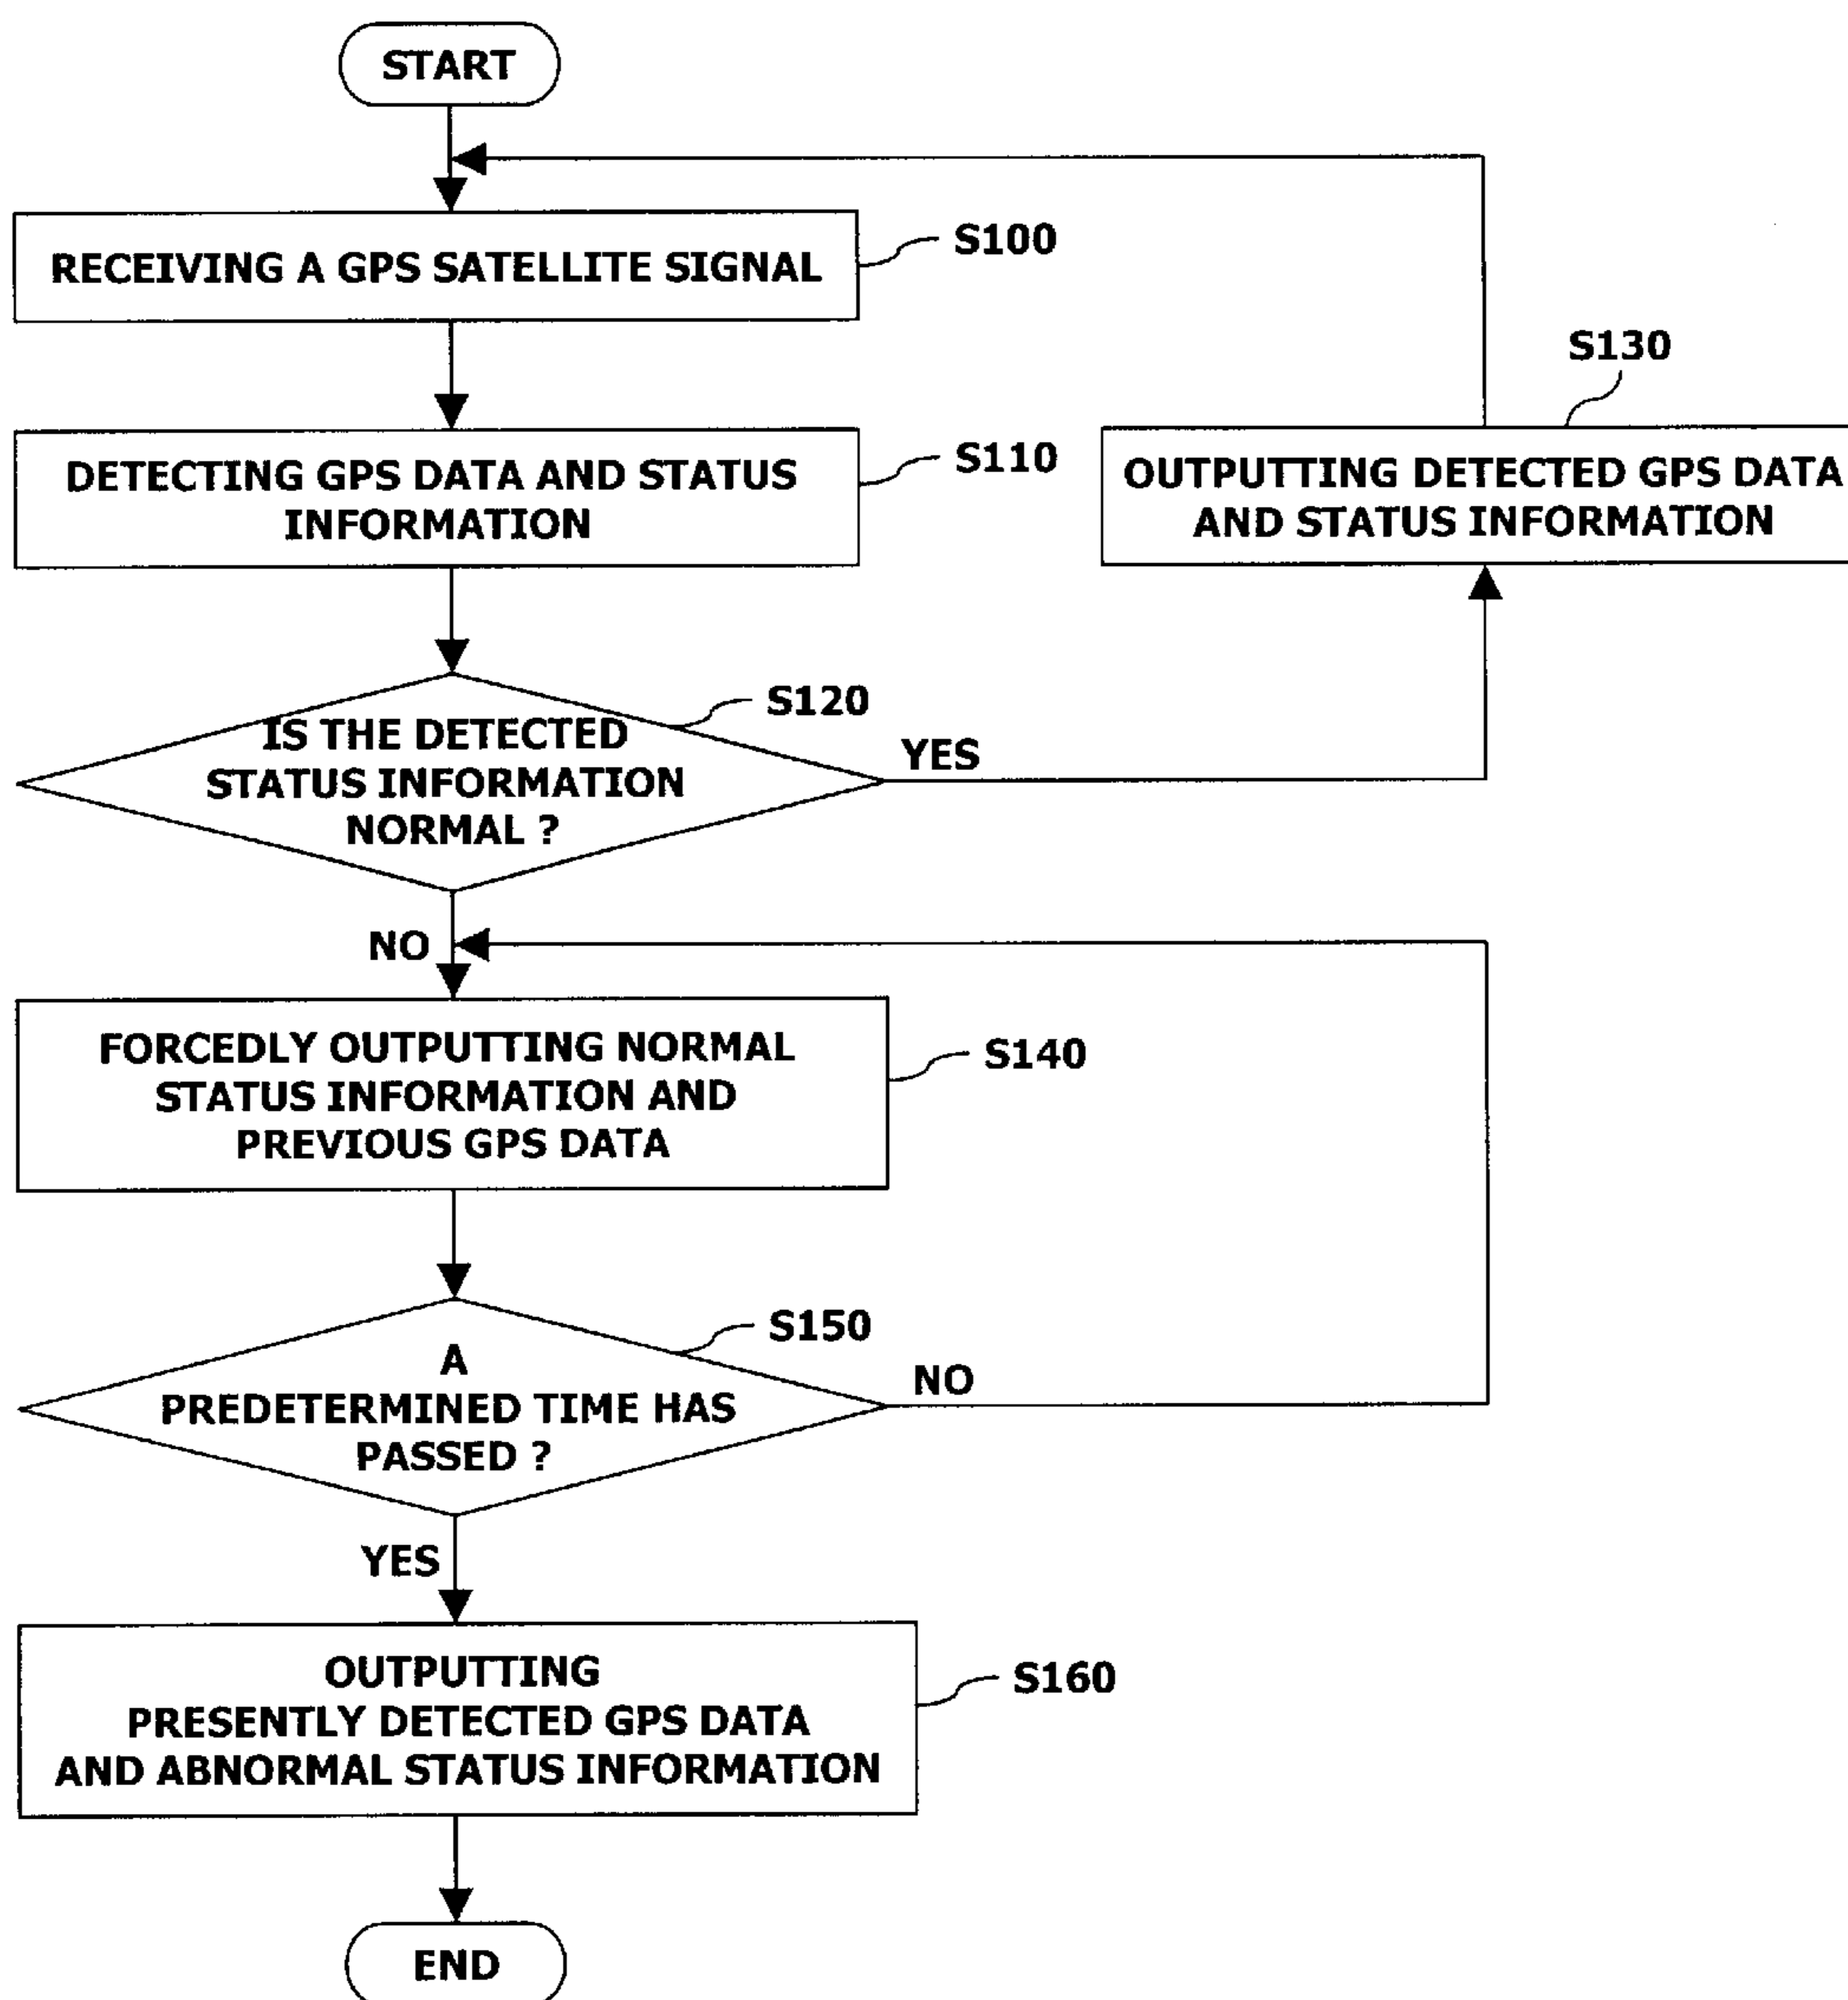 START
RECEIVING A GPS SATELLITE SIGNAL
S100
S130
DETECTING GPS DATA AND STATUS
INFORMATION
S110
OUTPUTTING DETECTED GPS DATA
AND STATUS INFORMATION
S120
IS THE DETECTED
STATUS INFORMATION
NORMAL ?
YES
NO
FORCEDLY OUTPUTTING NORMAL
STATUS INFORMATION AND
PREVIOUS GPS DATA
S140
S150
A
PREDETERMINED TIME HAS
PASSED ?
NO
YES
OUTPUTTING
PRESENTLY DETECTED GPS DATA
AND ABNORMAL STATUS INFORMATION
S160
END